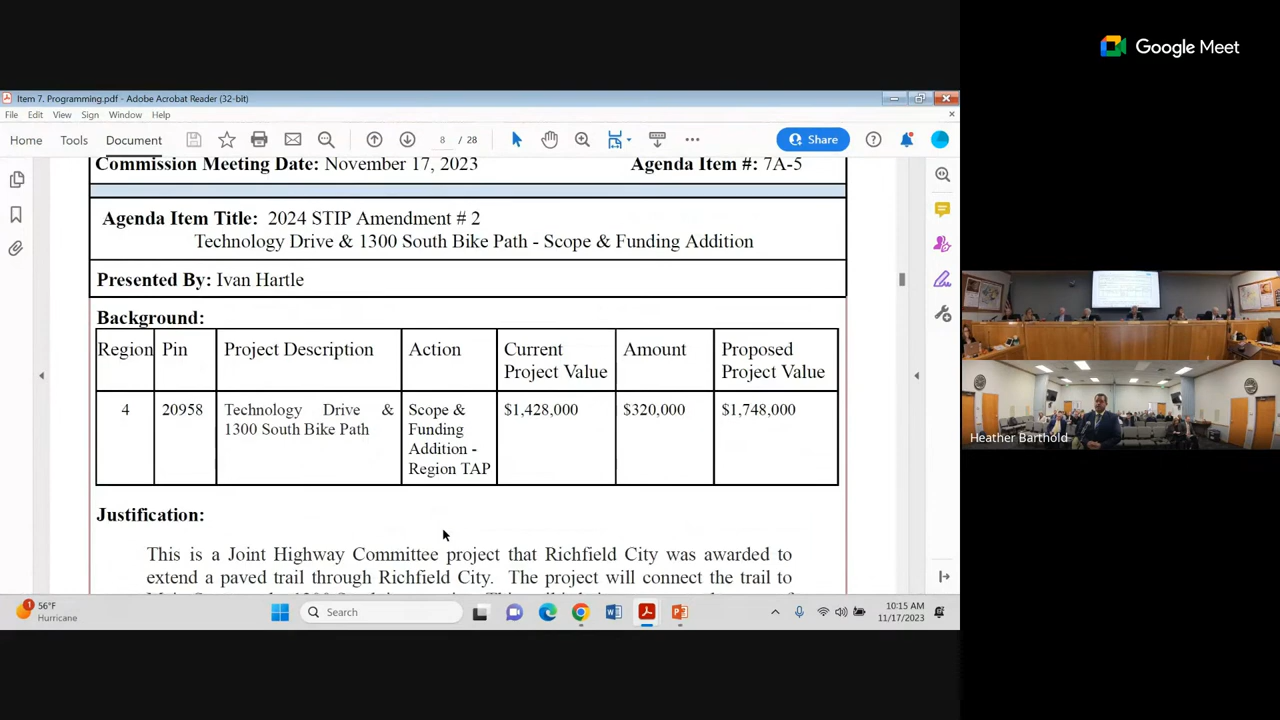 Google Meet
Item 7. Programming.pdf - Adobe Acrobat Reader (32-bit)
File Edit View Sign Window Help
Home Tools Document 8 / 28 Share
Commission Meeting Date: November 17, 2023 Agenda Item #: 7A-5
Agenda Item Title: 2024 STIP Amendment # 2
Technology Drive & 1300 South Bike Path - Scope & Funding Addition
Presented By: Ivan Hartle
Background:
Region Pin Project Description Action Current Project Value Amount Proposed Project Value
4 20958 Technology Drive & 1300 South Bike Path Scope & Funding Addition - Region TAP $1,428,000 $320,000 $1,748,000
Justification:
This is a Joint Highway Committee project that Richfield City was awarded to
extend a paved trail through Richfield City. The project will connect the trail to
Heather Barthold
1 56°F
Hurricane
Search
10:15 AM
11/17/2023